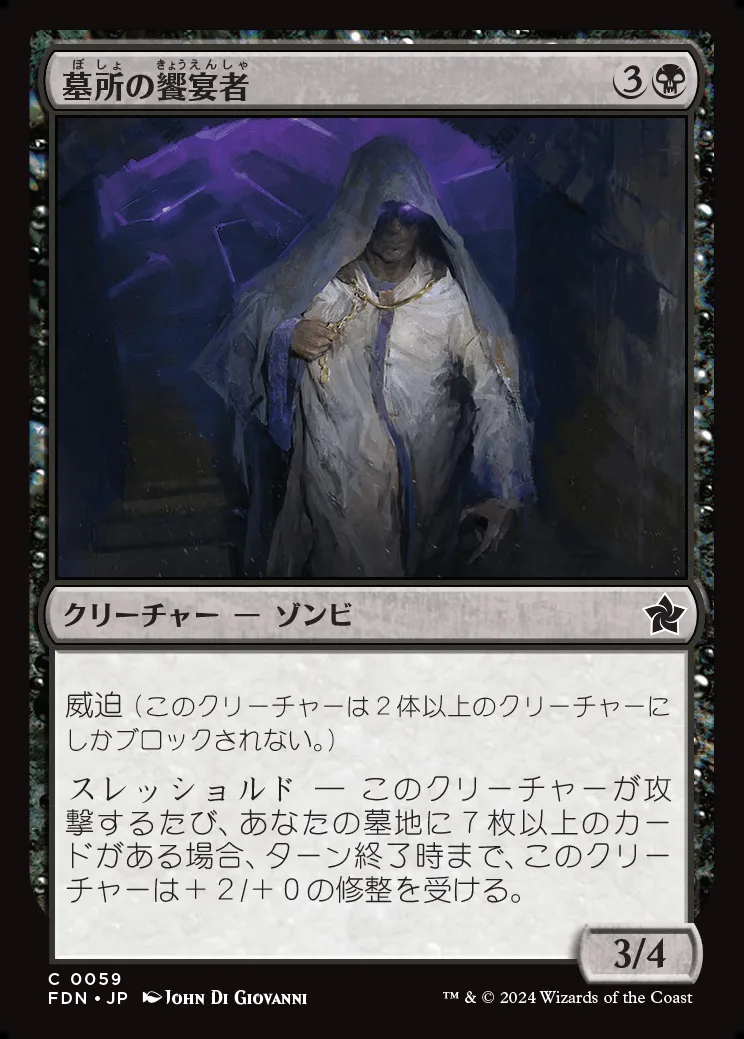 ぼしょ きょうえんしゃ
墓所の饗宴者 3
クリーチャー — ゾンビ
威迫（このクリーチャーは２体以上のクリーチャーに
しかブロックされない。）
スレッショルド — このクリーチャーが攻
撃するたび、あなたの墓地に７枚以上のカー
ドがある場合、ターン終了時まで、このクリー
チャーは＋２/＋０の修整を受ける。
3/4
C 0059
FDN • JP John Di Giovanni
™ & © 2024 Wizards of the Coast